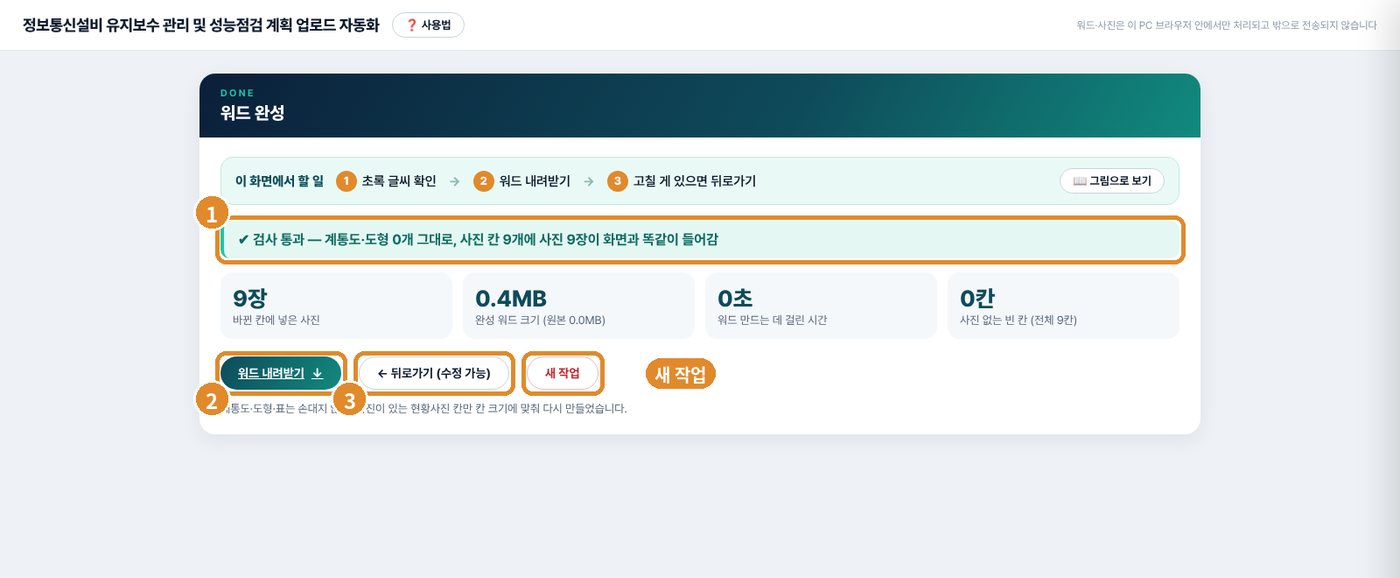 정보통신설비 유지보수 관리 및 성능점검 계획 업로드 자동화 ❓ 사용법
워드·사진은 이 PC 브라우저 안에서만 처리되고 밖으로 전송되지 않습니다
DONE
워드 완성
이 화면에서 할 일 1 초록 글씨 확인 → 2 워드 내려받기 → 3 고칠 게 있으면 뒤로가기
📖 그림으로 보기
1
✔ 검사 통과 — 계통도·도형 0개 그대로, 사진 칸 9개에 사진 9장이 화면과 똑같이 들어감
9장
바뀐 칸에 넣은 사진
0.4MB
완성 워드 크기 (원본 0.0MB)
0초
워드 만드는 데 걸린 시간
0칸
사진 없는 빈 칸 (전체 9칸)
워드 내려받기 ↓
← 뒤로가기 (수정 가능)
새 작업
새 작업
2
3
계통도·도형·표는 손대지 진이 있는 현황사진 칸만 칸 크기에 맞춰 다시 만들었습니다.